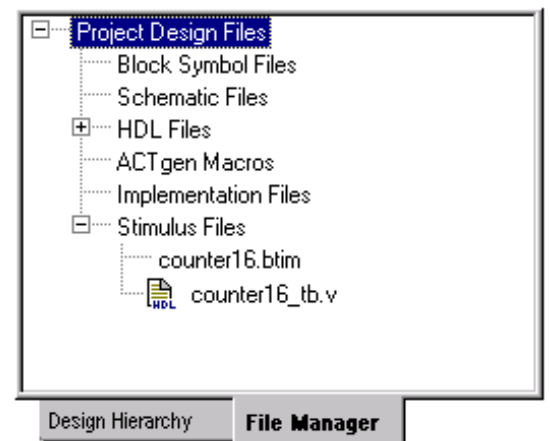 Project Design Files
Block Symbol Files
Schematic Files
HDL Files
ACTgen Macros
Implementation Files
Stimulus Files
counter16.btim
HDL counter16_tb.v
Design Hierarchy File Manager